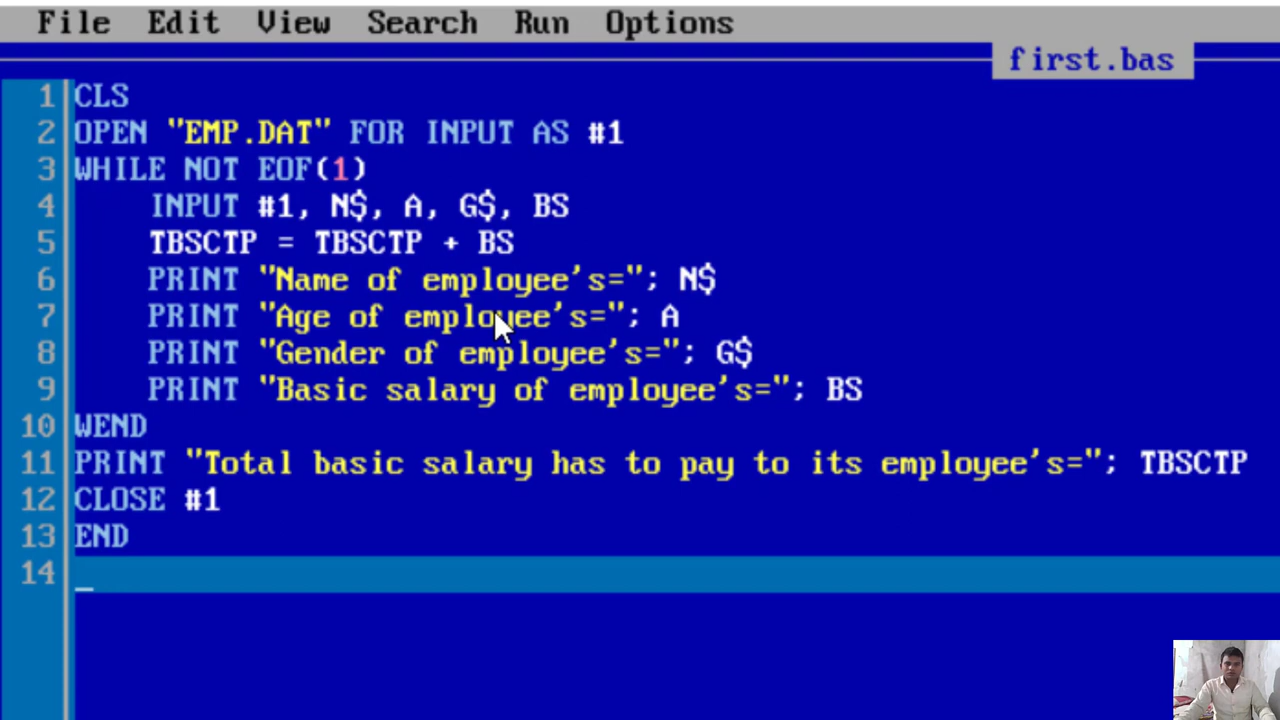 File Edit View Search Run Options
first.bas
1 CLS
2 OPEN "EMP.DAT" FOR INPUT AS #1
3 WHILE NOT EOF(1)
4 INPUT #1, N$, A, G$, BS
5 TBSCTP = TBSCTP + BS
6 PRINT "Name of employee's="; N$
7 PRINT "Age of employee's="; A
8 PRINT "Gender of employee's="; G$
9 PRINT "Basic salary of employee's="; BS
10 WEND
11 PRINT "Total basic salary has to pay to its employee's="; TBSCTP
12 CLOSE #1
13 END
14 _